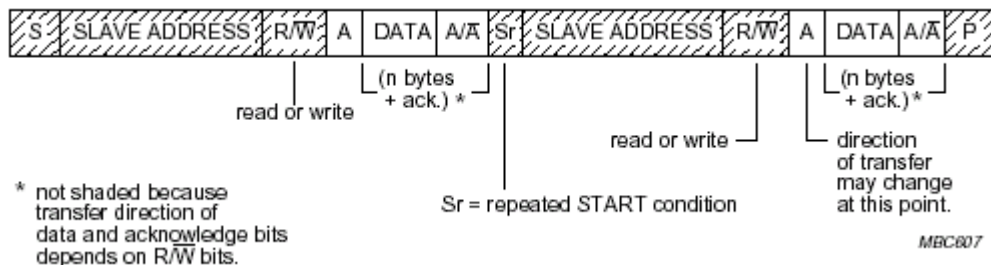 S SLAVE ADDRESS R/W̅ A DATA A/A̅ Sr SLAVE ADDRESS R/W̅ A DATA A/A̅ P
(n bytes
+ ack.) *
(n bytes
+ ack.) *
read or write
read or write
direction
of transfer
may change
at this point.
* not shaded because
transfer direction of
data and acknowledge bits
depends on R/W̅ bits.
Sr = repeated START condition
MBC607